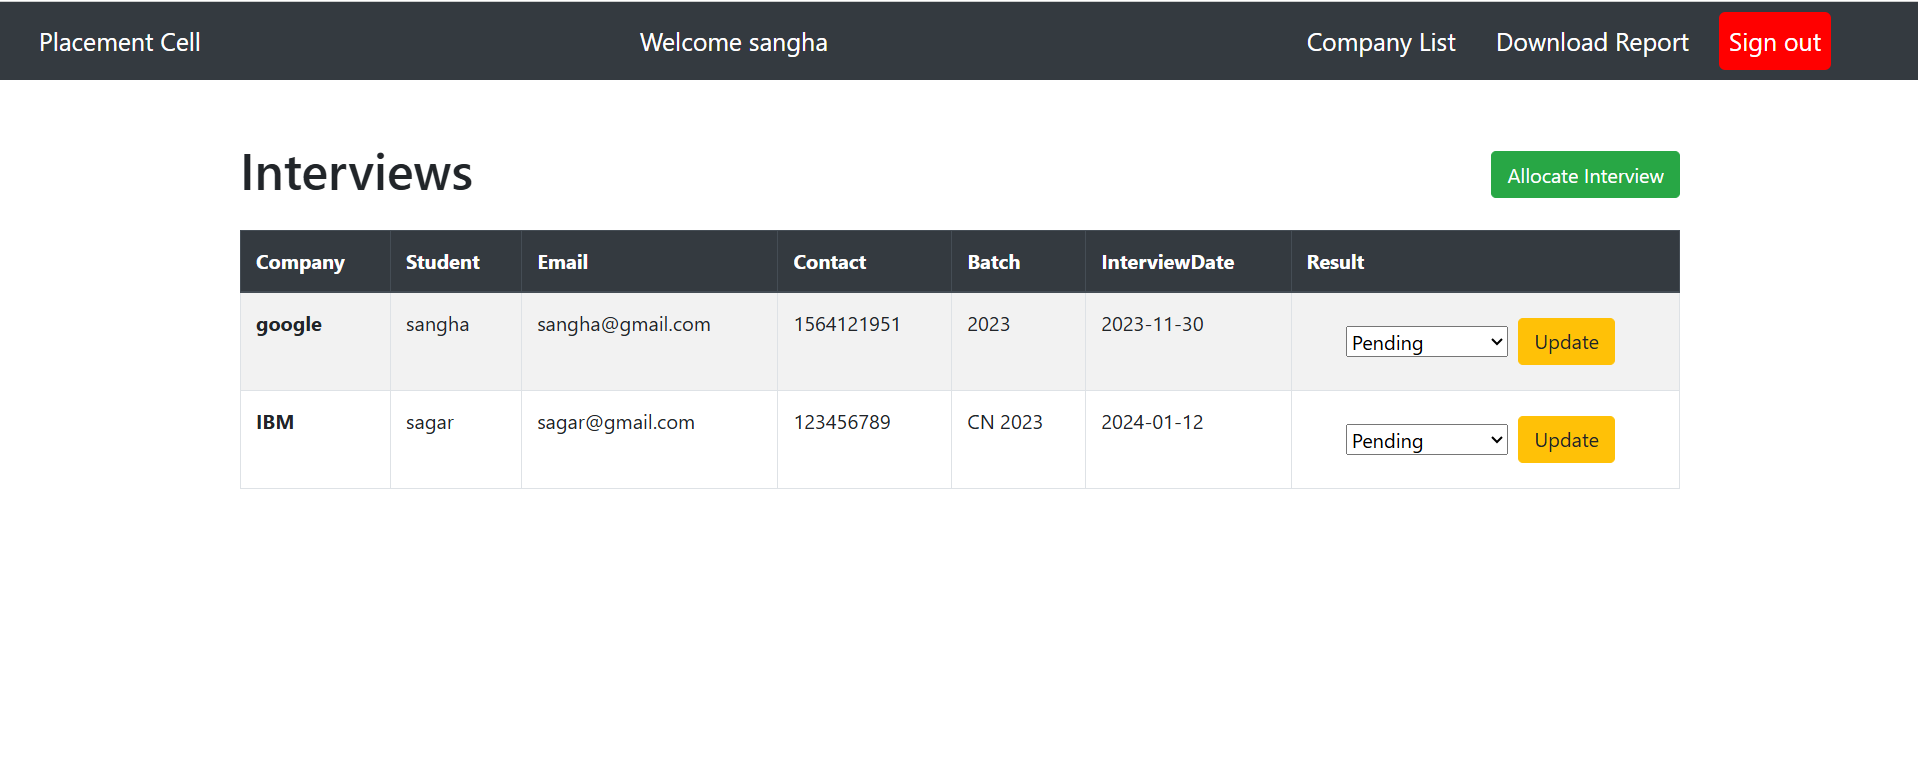 Placement Cell Welcome sangha Company List Download Report Sign out
Interviews Allocate Interview
Company Student Email Contact Batch InterviewDate Result
google sangha sangha@gmail.com 1564121951 2023 2023-11-30 Pending Update
IBM sagar sagar@gmail.com 123456789 CN 2023 2024-01-12 Pending Update